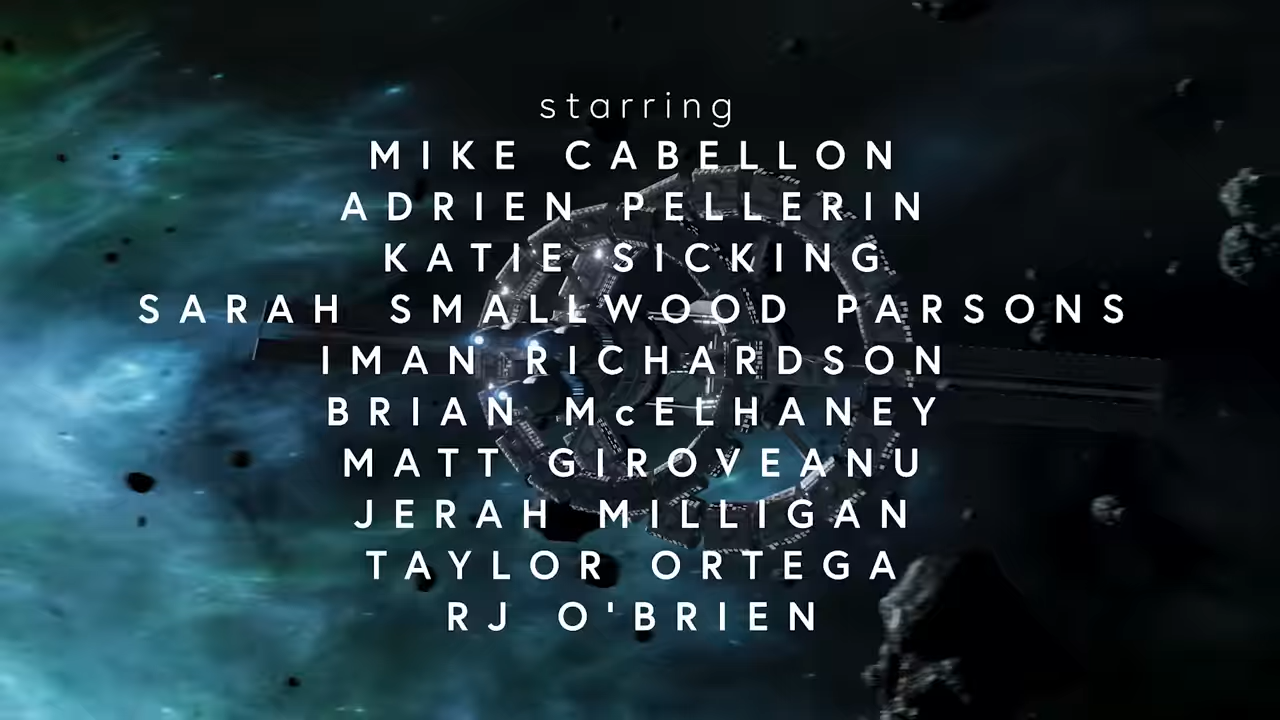 starring
MIKE CABELLON
ADRIEN PELLERIN
KATIE SICKING
SARAH SMALLWOOD PARSONS
IMAN RICHARDSON
BRIAN McELHANEY
MATT GIROVEANU
JERAH MILLIGAN
TAYLOR ORTEGA
RJ O'BRIEN